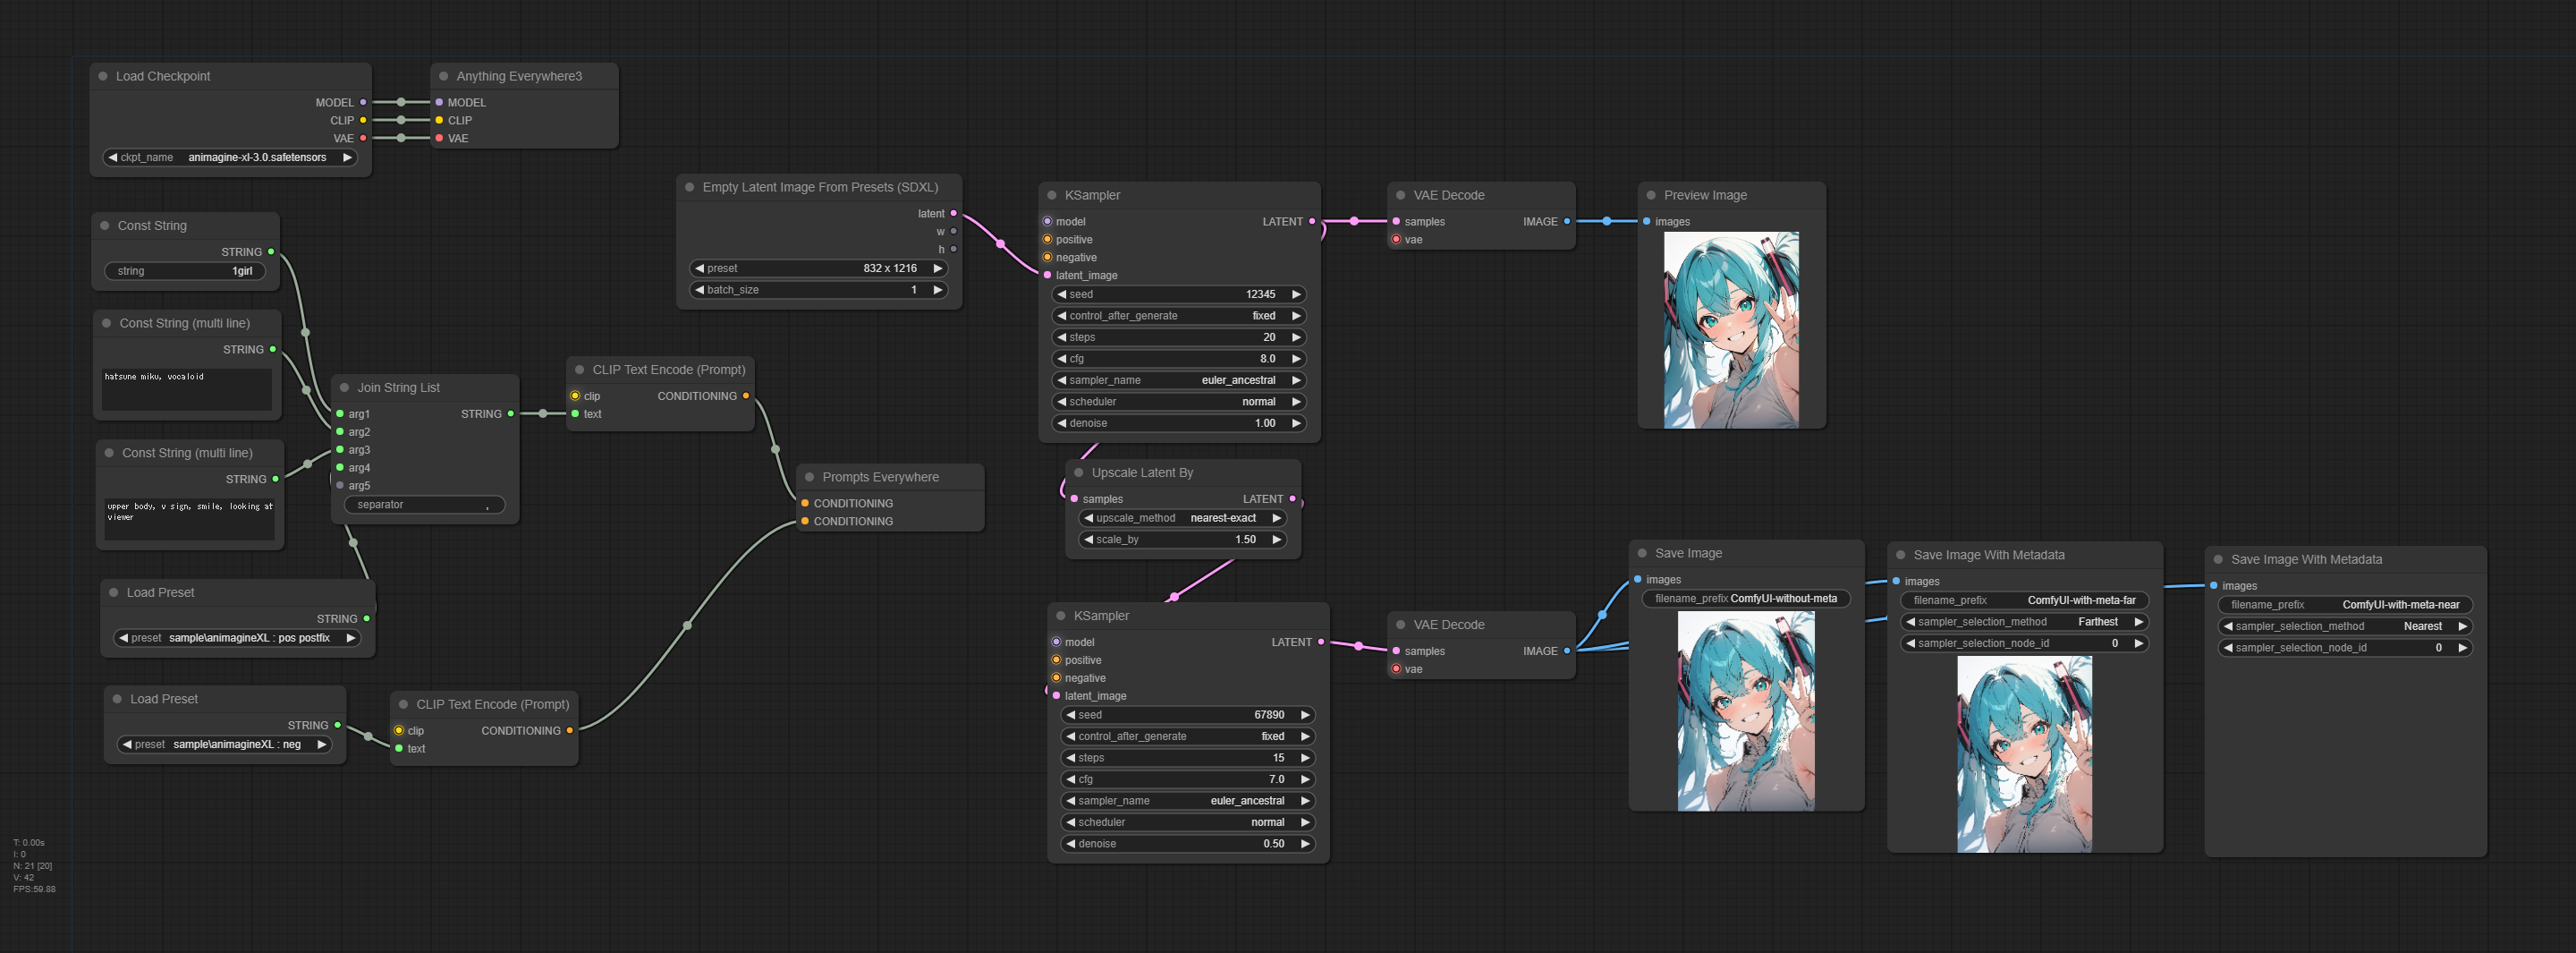 Load Checkpoint
MODEL
CLIP
VAE
ckpt_name animagine-xl-3.0.safetensors
Anything Everywhere3
MODEL
CLIP
VAE
Const String
STRING
string 1girl
Const String (multi line)
STRING
hatsune miku, vocaloid
Const String (multi line)
STRING
upper body, v sign, smile, looking at
viewer
Join String List
arg1 STRING
arg2
arg3
arg4
arg5
separator ,
Load Preset
STRING
preset sample\animagineXL : pos postfix
Load Preset
STRING
preset sample\animagineXL : neg
CLIP Text Encode (Prompt)
clip CONDITIONING
text
CLIP Text Encode (Prompt)
clip CONDITIONING
text
Prompts Everywhere
CONDITIONING
CONDITIONING
Empty Latent Image From Presets (SDXL)
latent
w
h
preset 832 x 1216
batch_size 1
KSampler
model LATENT
positive
negative
latent_image
seed 12345
control_after_generate fixed
steps 20
cfg 8.0
sampler_name euler_ancestral
scheduler normal
denoise 1.00
VAE Decode
samples IMAGE
vae
Preview Image
images
Upscale Latent By
samples LATENT
upscale_method nearest-exact
scale_by 1.50
KSampler
model LATENT
positive
negative
latent_image
seed 67890
control_after_generate fixed
steps 15
cfg 7.0
sampler_name euler_ancestral
scheduler normal
denoise 0.50
VAE Decode
samples IMAGE
vae
Save Image
images
filename_prefix ComfyUI-without-meta
Save Image With Metadata
images
filename_prefix ComfyUI-with-meta-far
sampler_selection_method Farthest
sampler_selection_node_id 0
Save Image With Metadata
images
filename_prefix ComfyUI-with-meta-near
sampler_selection_method Nearest
sampler_selection_node_id 0
T: 0.00s
I: 0
N: 21 [20]
V: 42
FPS:59.88